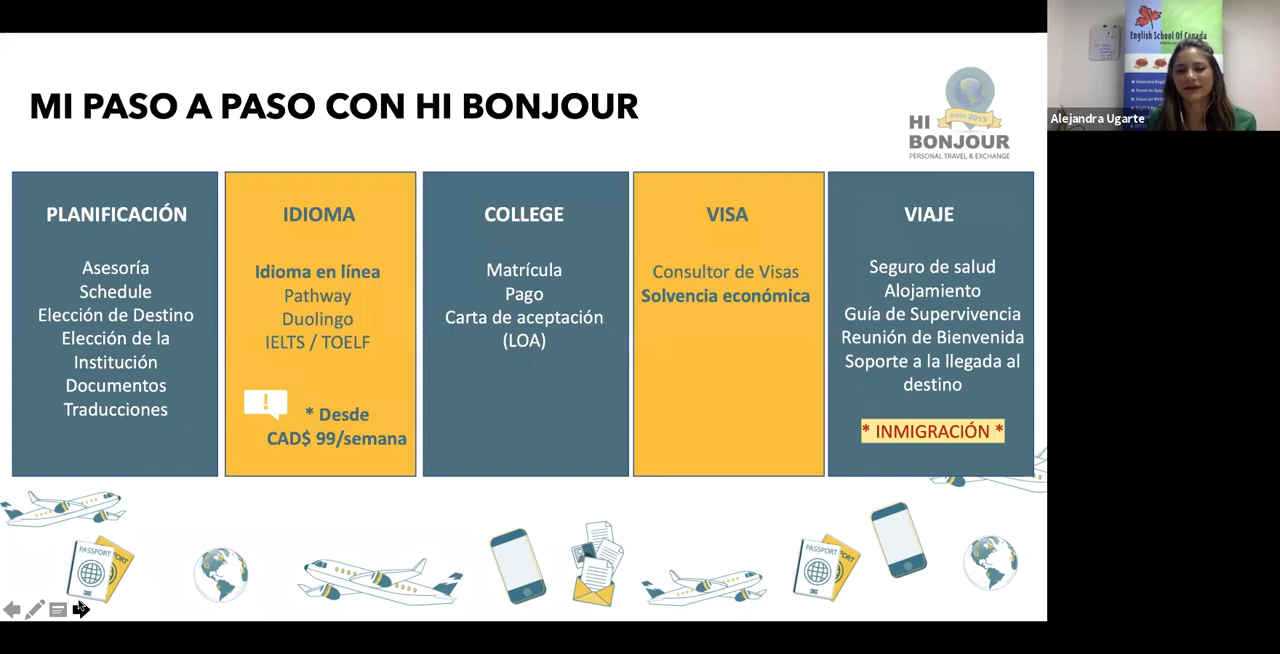 MI PASO A PASO CON HI BONJOUR
HI
BONJOUR
PERSONAL TRAVEL & EXCHANGE
PLANIFICACIÓN
Asesoría
Schedule
Elección de Destino
Elección de la
Institución
Documentos
Traducciones
IDIOMA
Idioma en línea
Pathway
Duolingo
IELTS / TOELF
!
* Desde
CAD$ 99/semana
COLLEGE
Matrícula
Pago
Carta de aceptación
(LOA)
VISA
Consultor de Visas
Solvencia económica
VIAJE
Seguro de salud
Alojamiento
Guía de Supervivencia
Reunión de Bienvenida
Soporte a la llegada al
destino
* INMIGRACIÓN *
PASSPORT
PASSPORT
English School Of Canada
Alejandra Ugarte